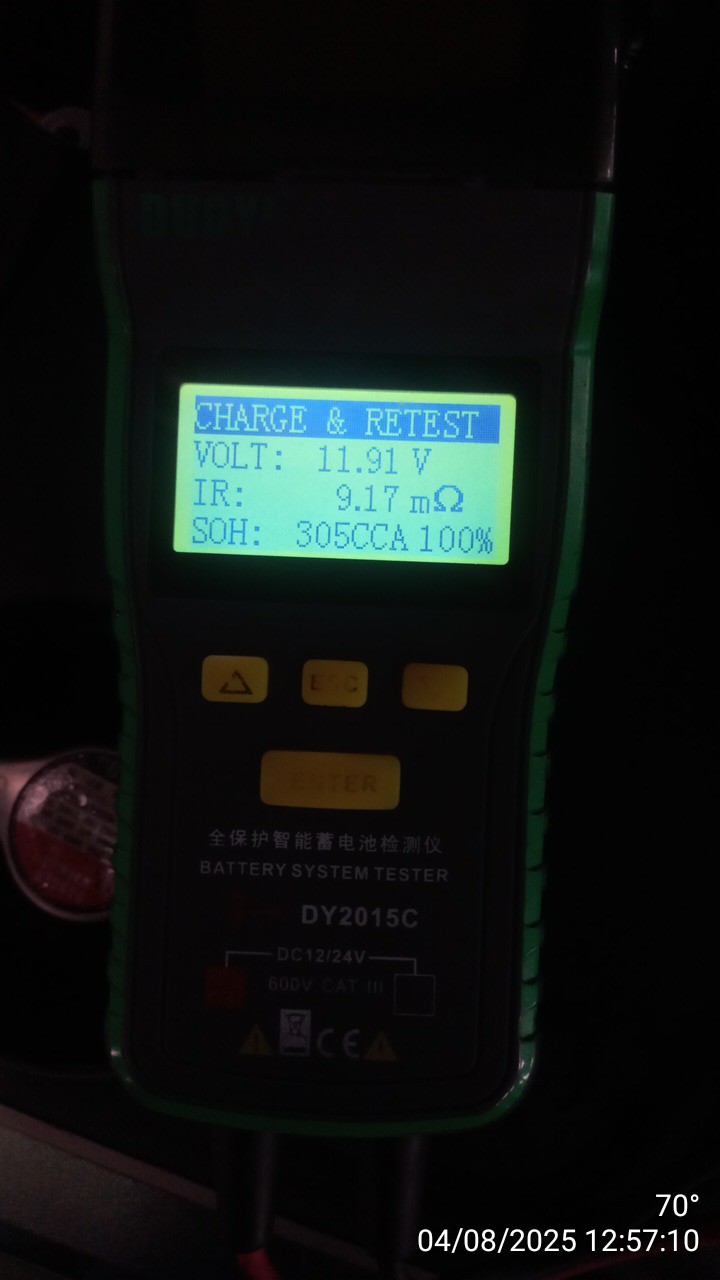 DUOYI
CHARGE & RETEST
VOLT: 11.91 V
IR: 9.17 mΩ
SOH: 305CCA 100%
ESC
ENTER
全保护智能蓄电池检测仪
BATTERY SYSTEM TESTER
DY2015C
DC12/24V
600V CAT III
CE
70°
04/08/2025 12:57:10